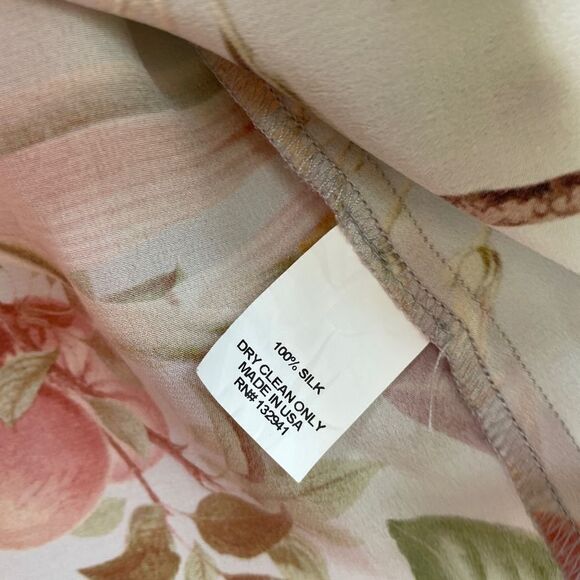 100% SILK
DRY CLEAN ONLY
MADE IN USA
RN# 132941